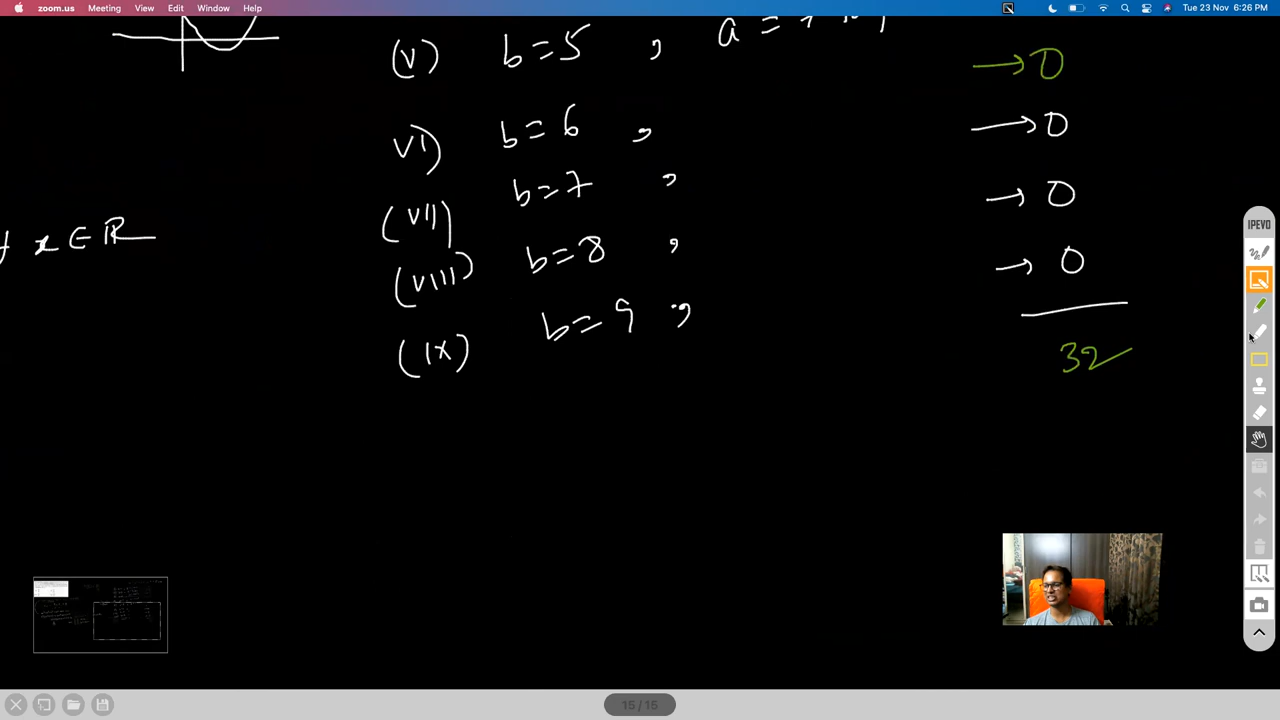 zoom.us Meeting View Edit Window Help Tue 23 Nov 6:26 PM
(v) b=5 , a =
→ 0
vi) b=6 , → 0
(vii) b=7 , → 0
x ∈ ℝ
(viii) b=8 , → 0
(ix) b=9 ,
32
IPEVO
15 / 15